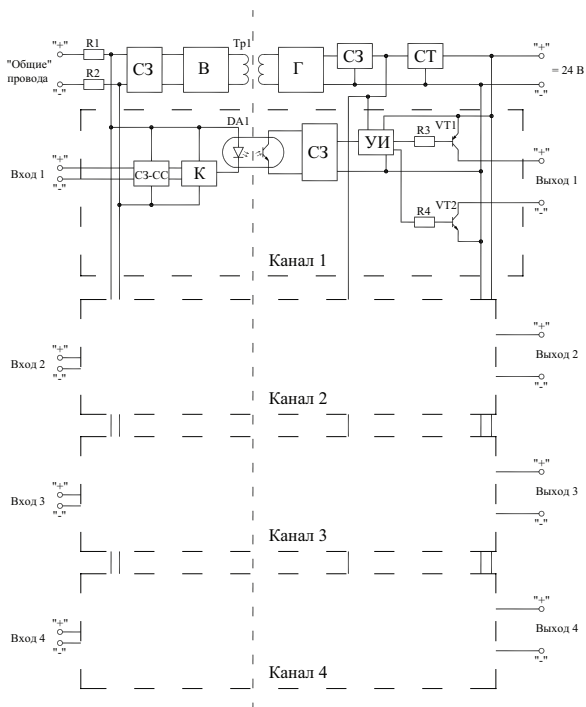 "+"
R1
Тр1
"+"
"Общие"
провода
СЗ
В
Г
СЗ
СТ
= 24 В
R2
"-"
"-"
DA1
VT1
R3
УИ
СЗ
"+"
"+"
Вход 1
СЗ-СС
К
Выход 1
"-"
"-"
VT2
R4
Канал 1
"+"
Выход 2
"+"
Вход 2
"-"
"-"
Канал 2
"+"
Выход 3
"+"
Вход 3
"-"
"-"
Канал 3
"+"
Выход 4
"+"
Вход 4
"-"
"-"
Канал 4